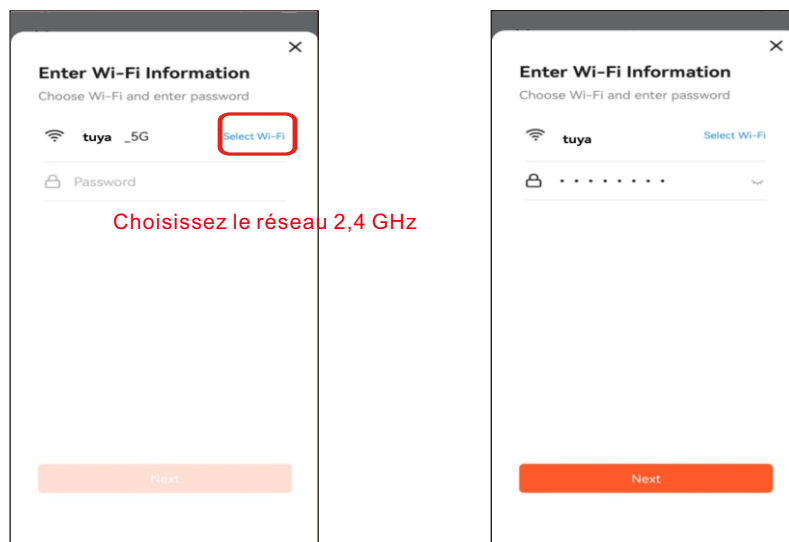 Enter Wi-Fi Information
Choose Wi-Fi and enter password
tuya _5G Select Wi-Fi
Password
Choisissez le réseau 2,4 GHz
Next
Enter Wi-Fi Information
Choose Wi-Fi and enter password
tuya Select Wi-Fi
Next